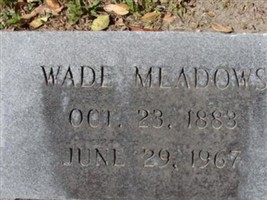 WADE MEADOWS
OCT. 23, 1883
JUNE 29, 1967